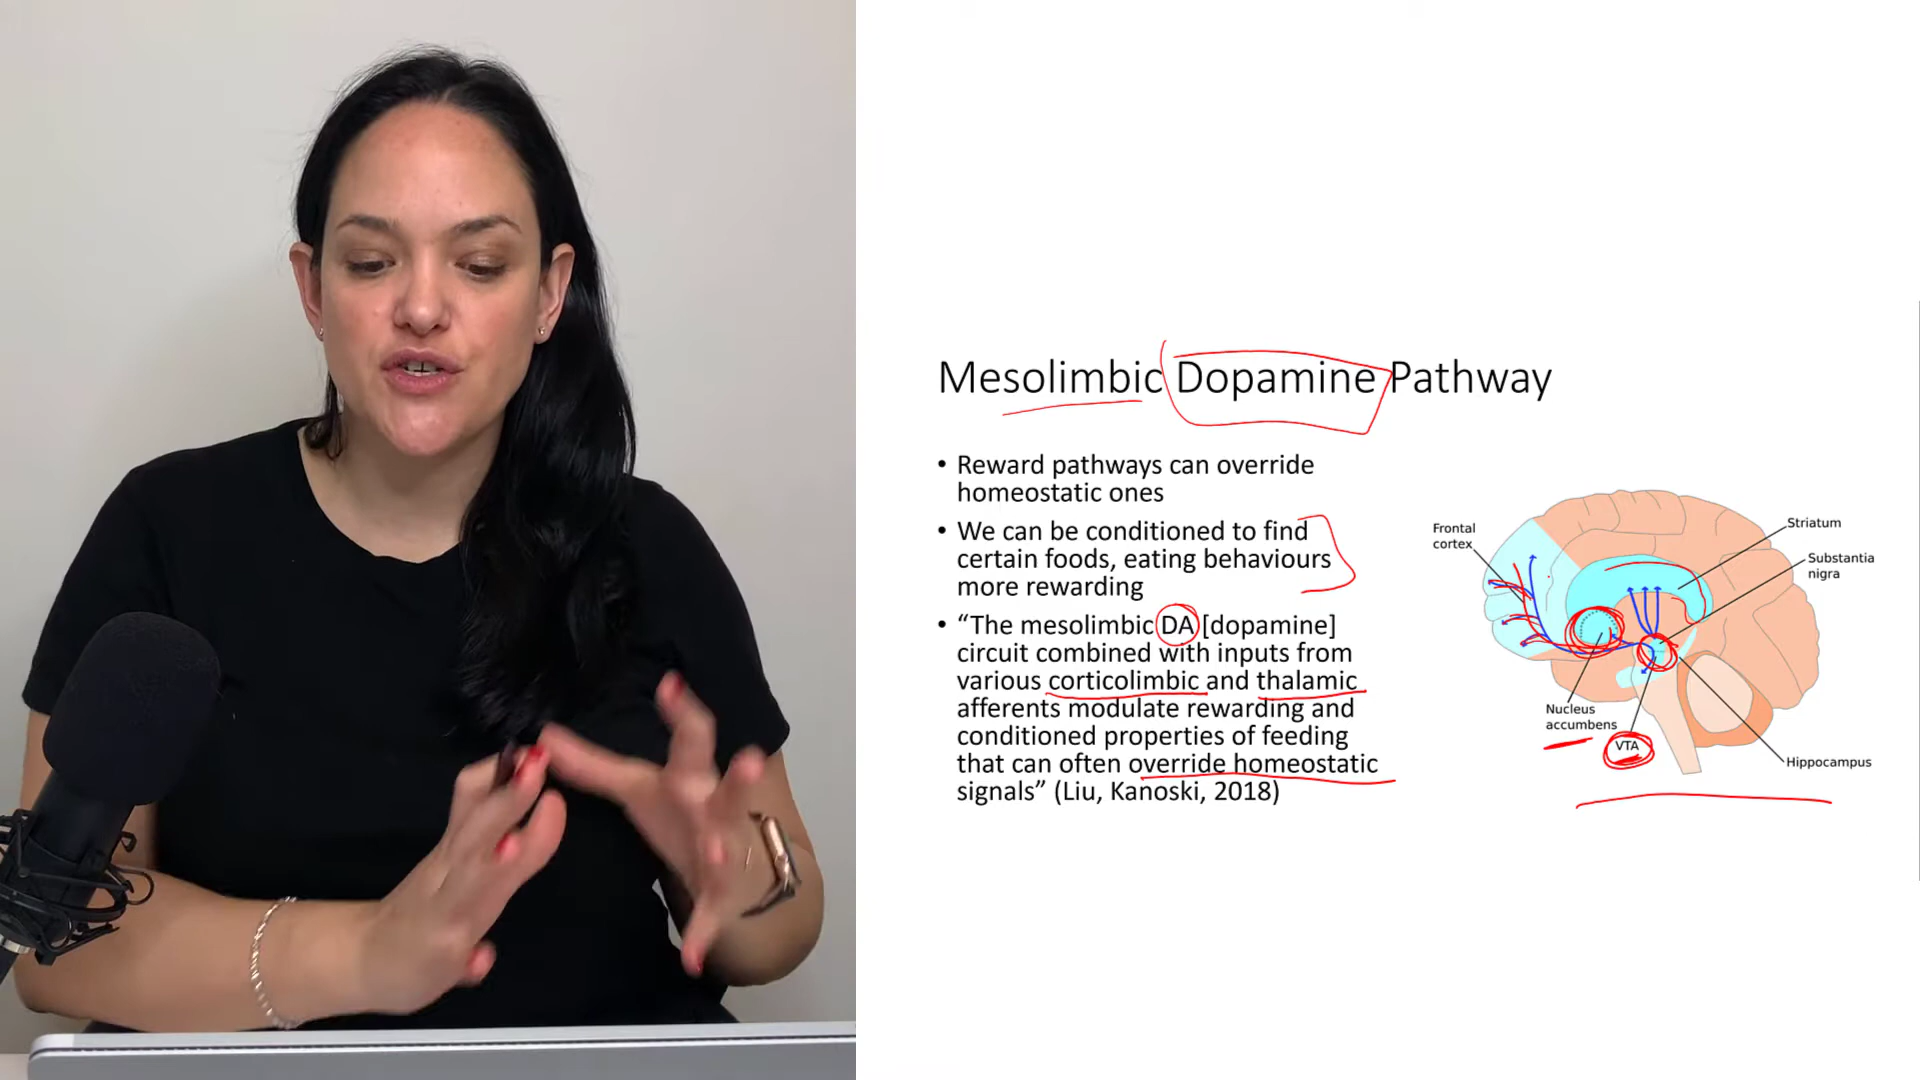 Mesolimbic Dopamine Pathway
• Reward pathways can override
homeostatic ones
• We can be conditioned to find
certain foods, eating behaviours
more rewarding
• “The mesolimbic DA [dopamine]
circuit combined with inputs from
various corticolimbic and thalamic
afferents modulate rewarding and
conditioned properties of feeding
that can often override homeostatic
signals” (Liu, Kanoski, 2018)
Frontal
cortex
Striatum
Substantia
nigra
Nucleus
accumbens
VTA
Hippocampus